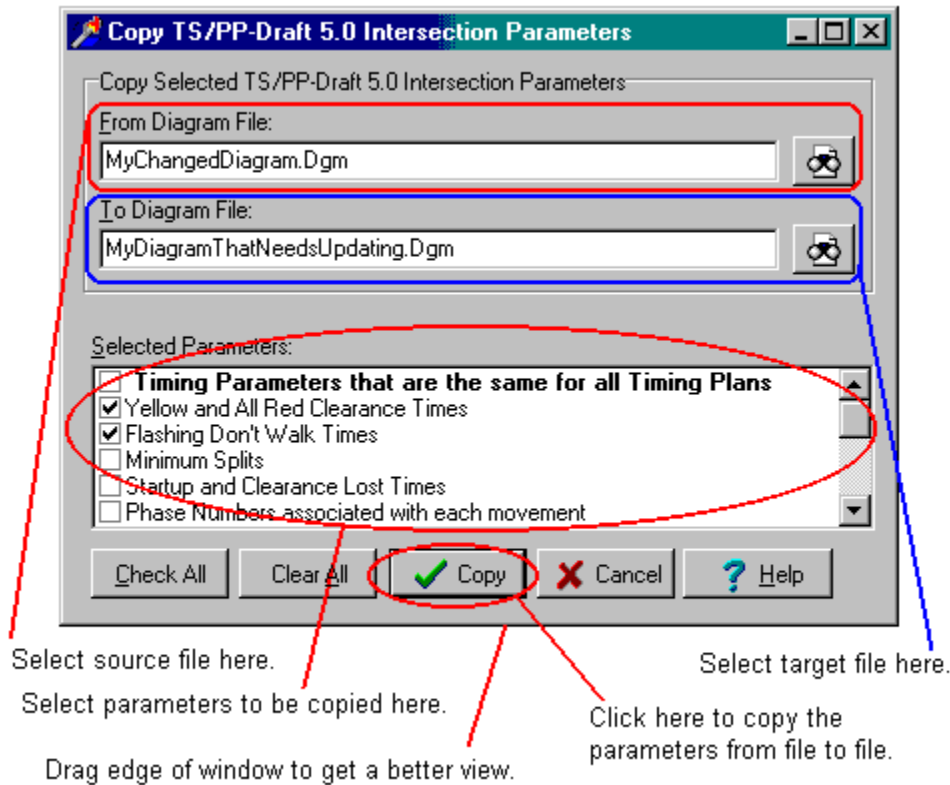 Copy TS/PP-Draft 5.0 Intersection Parameters
Copy Selected TS/PP-Draft 5.0 Intersection Parameters
From Diagram File:
MyChangedDiagram.Dgm
To Diagram File:
MyDiagramThatNeedsUpdating.Dgm
Selected Parameters:
Timing Parameters that are the same for all Timing Plans
Yellow and All Red Clearance Times
Flashing Don't Walk Times
Minimum Splits
Startup and Clearance Lost Times
Phase Numbers associated with each movement
Check All
Clear All
Copy
Cancel
? Help
Select source file here.
Select target file here.
Select parameters to be copied here.
Click here to copy the
parameters from file to file.
Drag edge of window to get a better view.